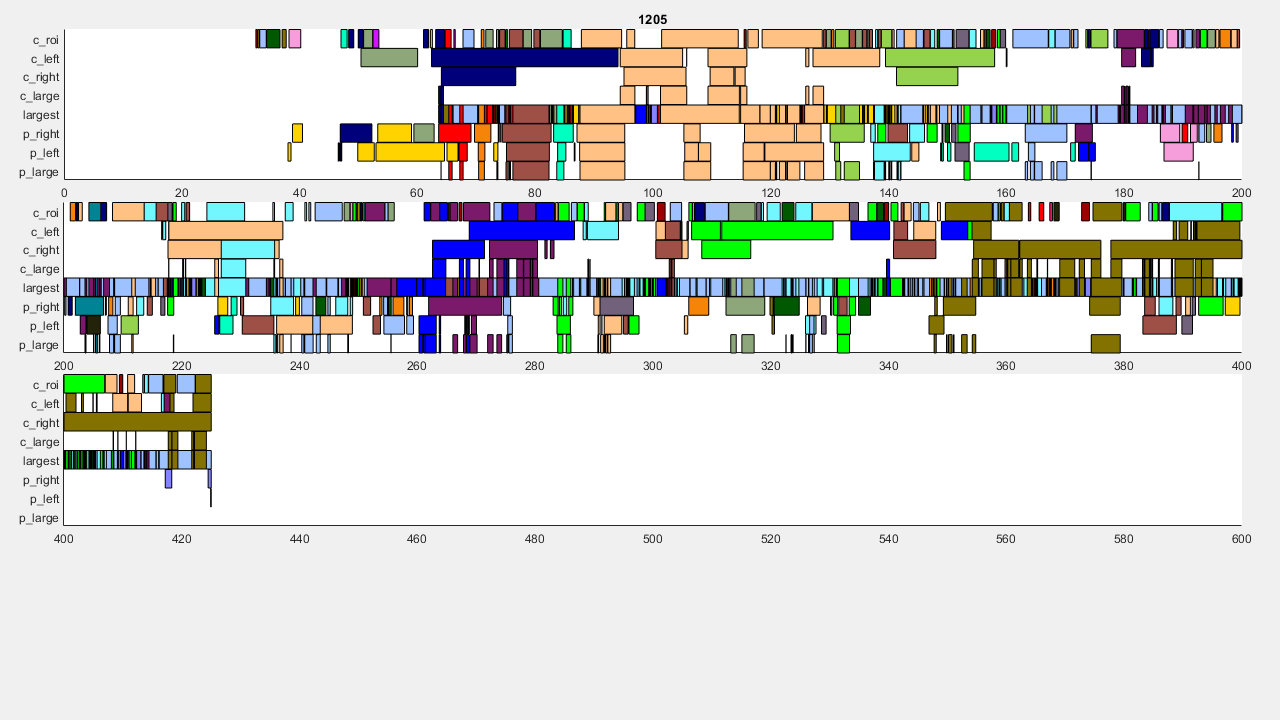 1205
c_roi
c_left
c_right
c_large
largest
p_right
p_left
p_large
0 20 40 60 80 100 120 140 160 180 200
c_roi
c_left
c_right
c_large
largest
p_right
p_left
p_large
200 220 240 260 280 300 320 340 360 380 400
c_roi
c_left
c_right
c_large
largest
p_right
p_left
p_large
400 420 440 460 480 500 520 540 560 580 600